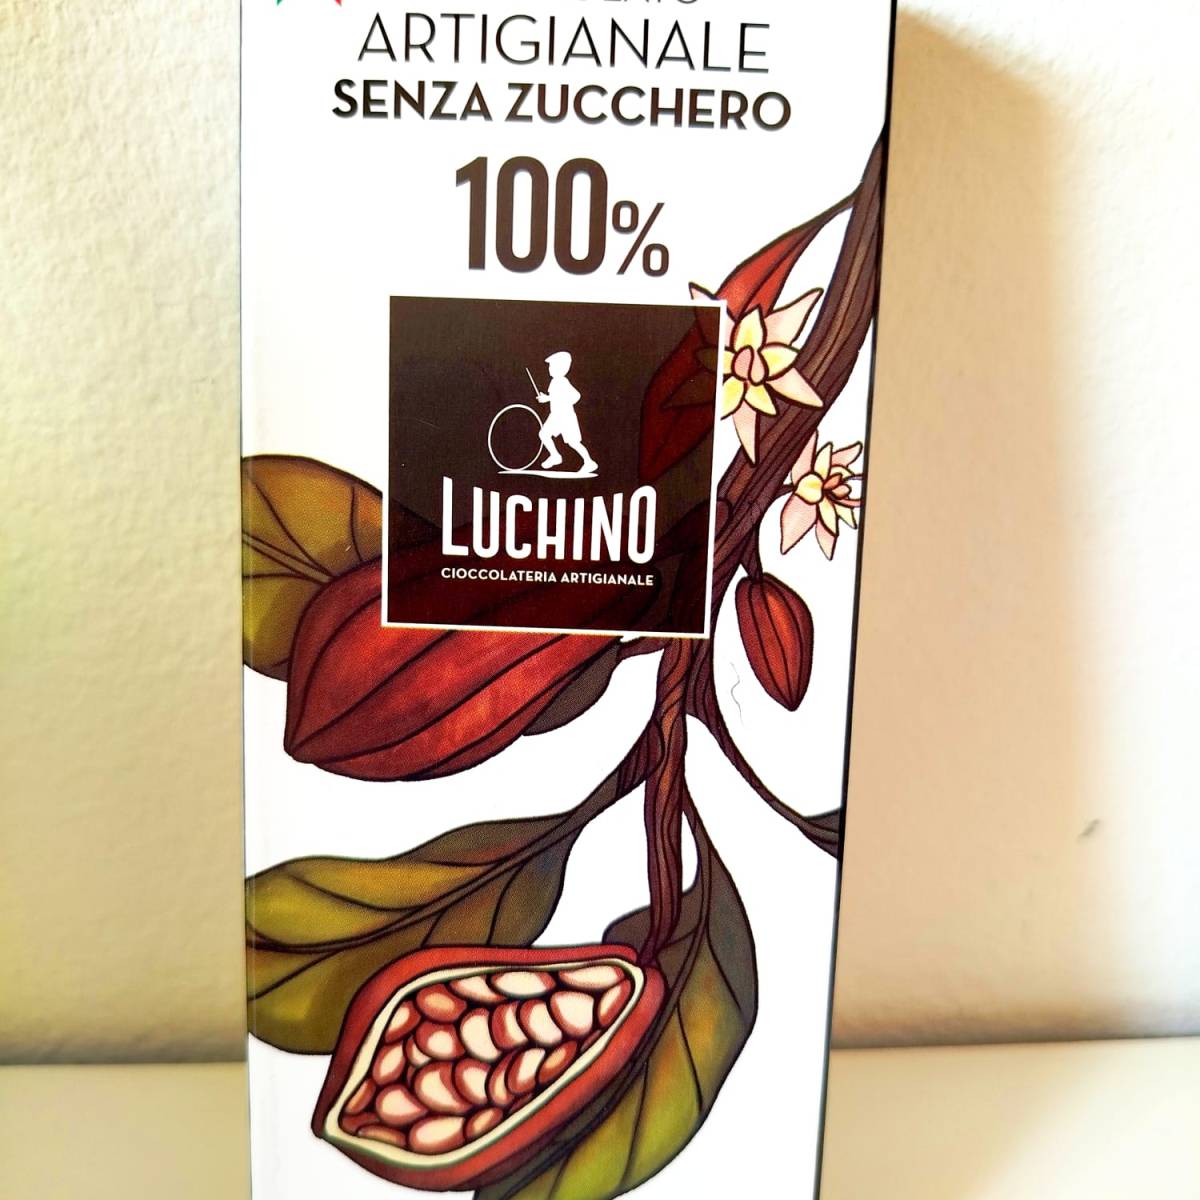 ARTIGIANALE
SENZA ZUCCHERO
100%
LUCHINO
CIOCCOLATERIA ARTIGIANALE